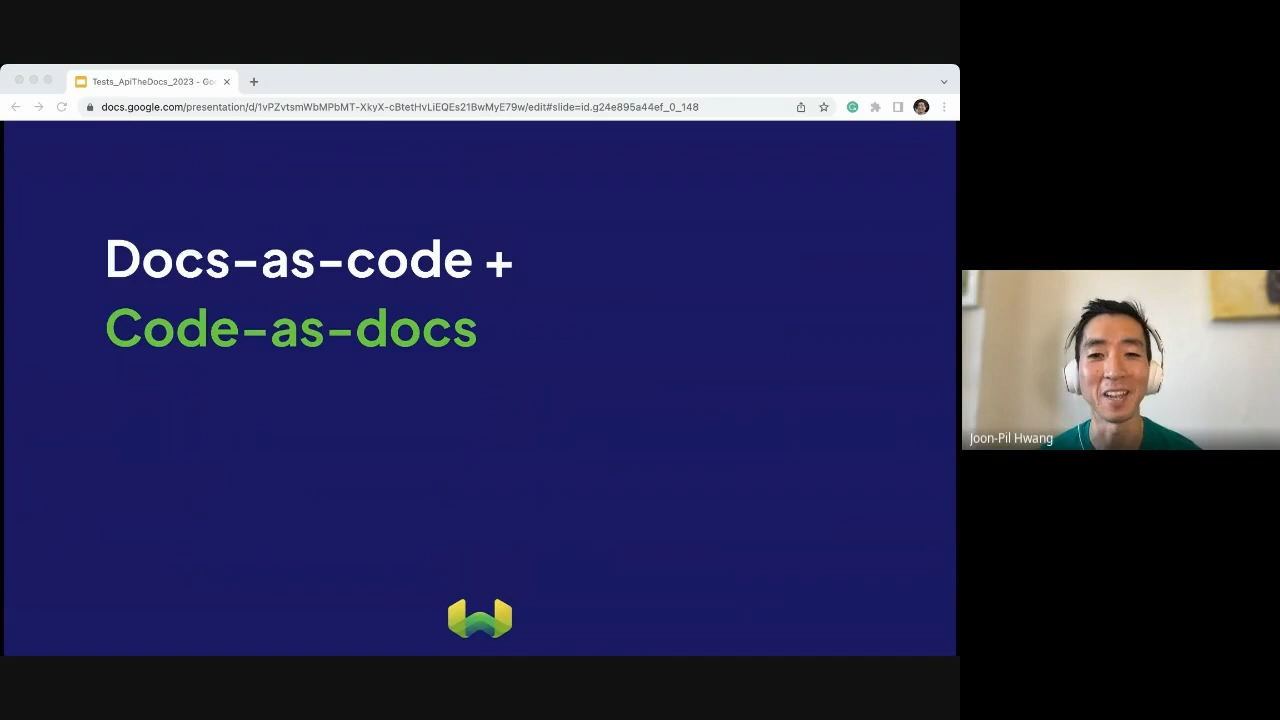 Tests_ApiTheDocs_2023 - Goo
docs.google.com/presentation/d/1vPZvtsmWbMPbMT-XkyX-cBtetHvLiEQEs21BwMyE79w/edit#slide=id.g24e895a44ef_0_148
Docs-as-code +
Code-as-docs
Joon-Pil Hwang